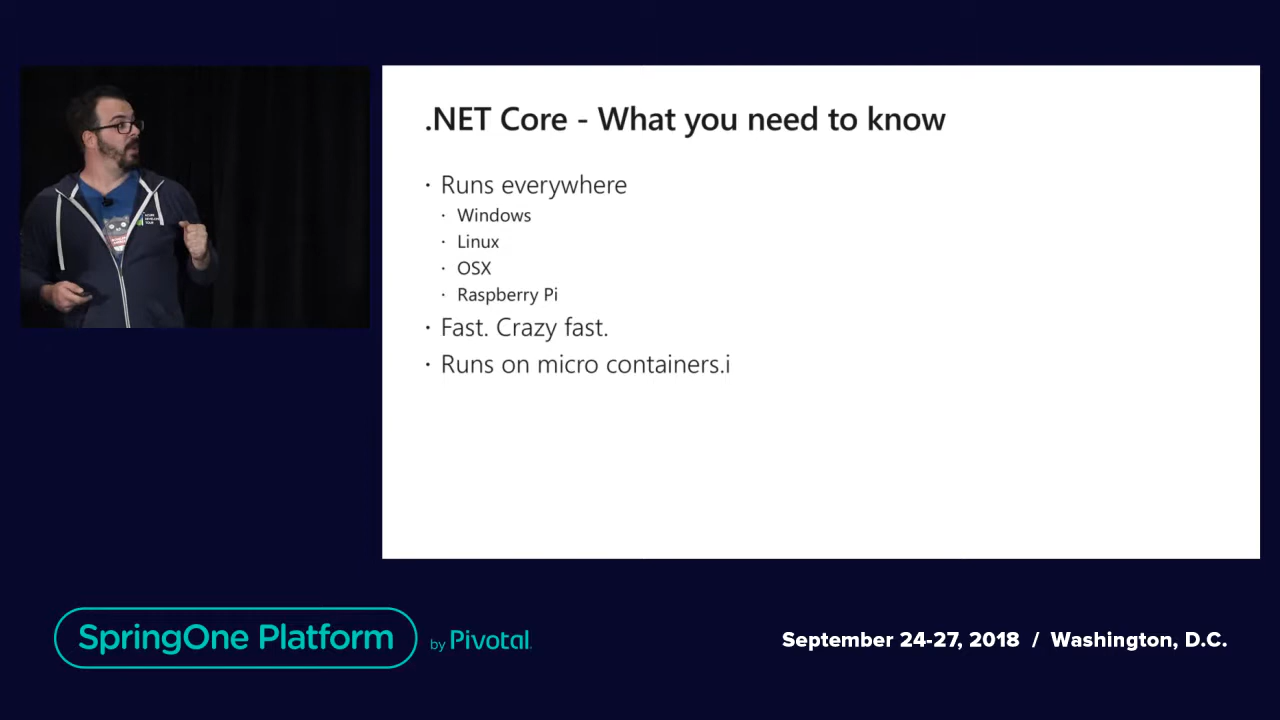 .NET Core - What you need to know
· Runs everywhere
· Windows
· Linux
· OSX
· Raspberry Pi
· Fast. Crazy fast.
· Runs on micro containers.i
SpringOne Platform by Pivotal.
September 24-27, 2018 / Washington, D.C.